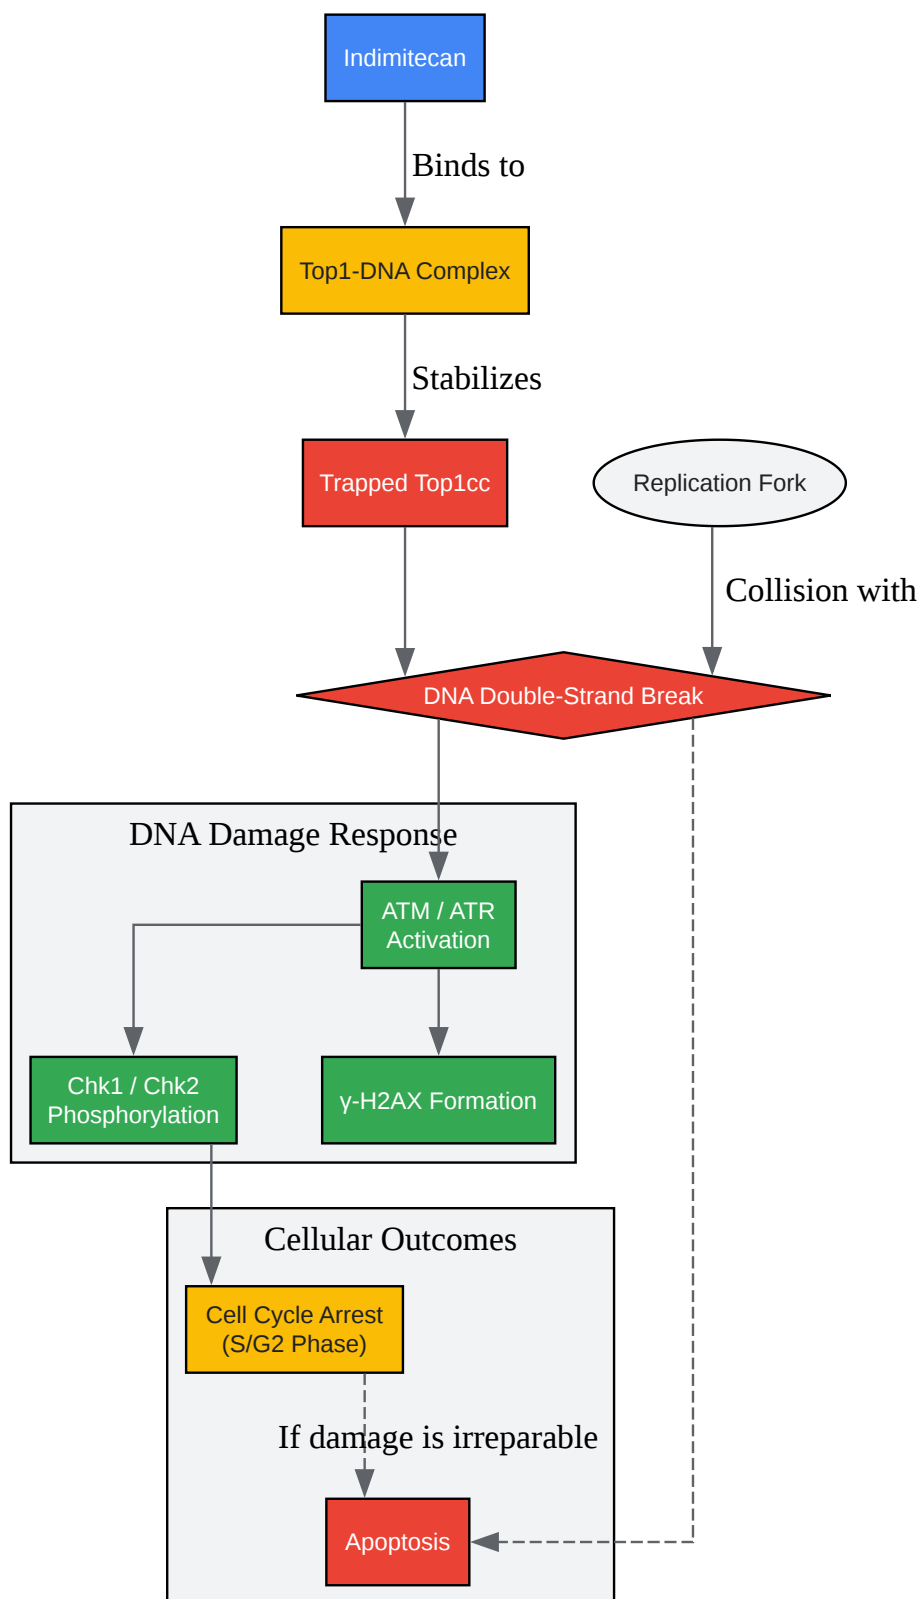 Indimitecan
Binds to
Top1-DNA Complex
Stabilizes
Trapped Top1cc
Replication Fork
Collision with
DNA Double-Strand Break
DNA Damage Response
ATM / ATR
Activation
Chk1 / Chk2
Phosphorylation
γ-H2AX Formation
Cellular Outcomes
Cell Cycle Arrest
(S/G2 Phase)
If damage is irreparable
Apoptosis